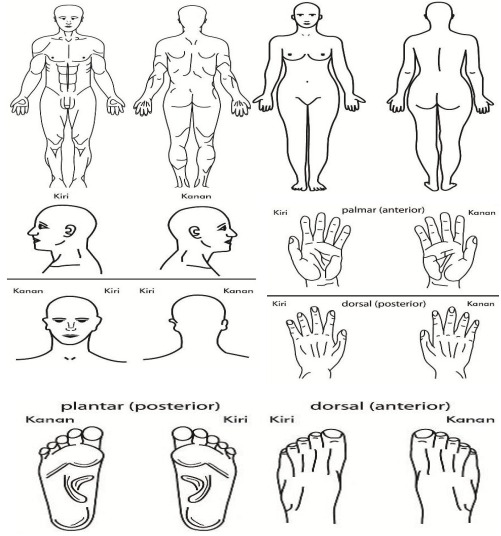 Kiri Kanan
Kiri palmar (anterior) Kanan
Kanan Kiri Kiri Kanan
Kiri dorsal (posterior) Kanan
plantar (posterior) dorsal (anterior)
Kanan Kiri Kiri Kanan